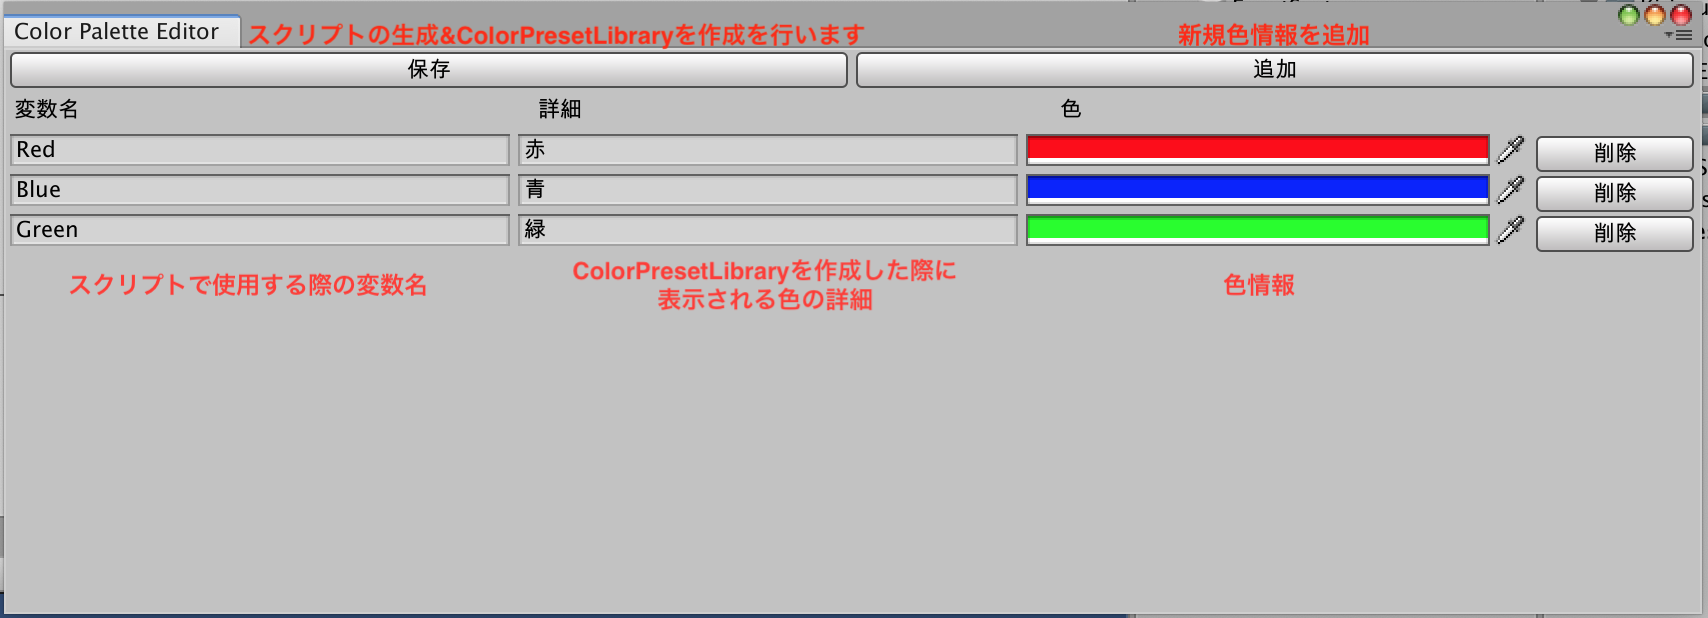 Color Palette Editor
スクリプトの生成&ColorPresetLibraryを作成を行います
新規色情報を追加
保存
追加
変数名
詳細
色
Red
赤
削除
Blue
青
削除
Green
緑
削除
スクリプトで使用する際の変数名
ColorPresetLibraryを作成した際に
表示される色の詳細
色情報